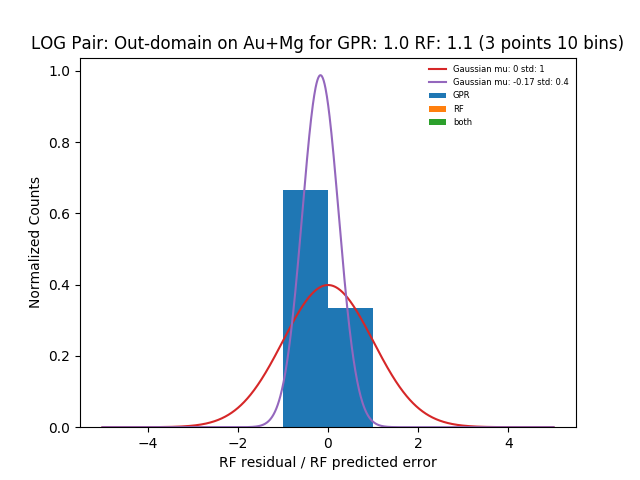 LOG Pair: Out-domain on Au+Mg for GPR: 1.0 RF: 1.1 (3 points 10 bins)
Gaussian mu: 0 std: 1
Gaussian mu: -0.17 std: 0.4
GPR
RF
both
Normalized Counts
1.0
0.8
0.6
0.4
0.2
0.0
−4 −2 0 2 4
RF residual / RF predicted error